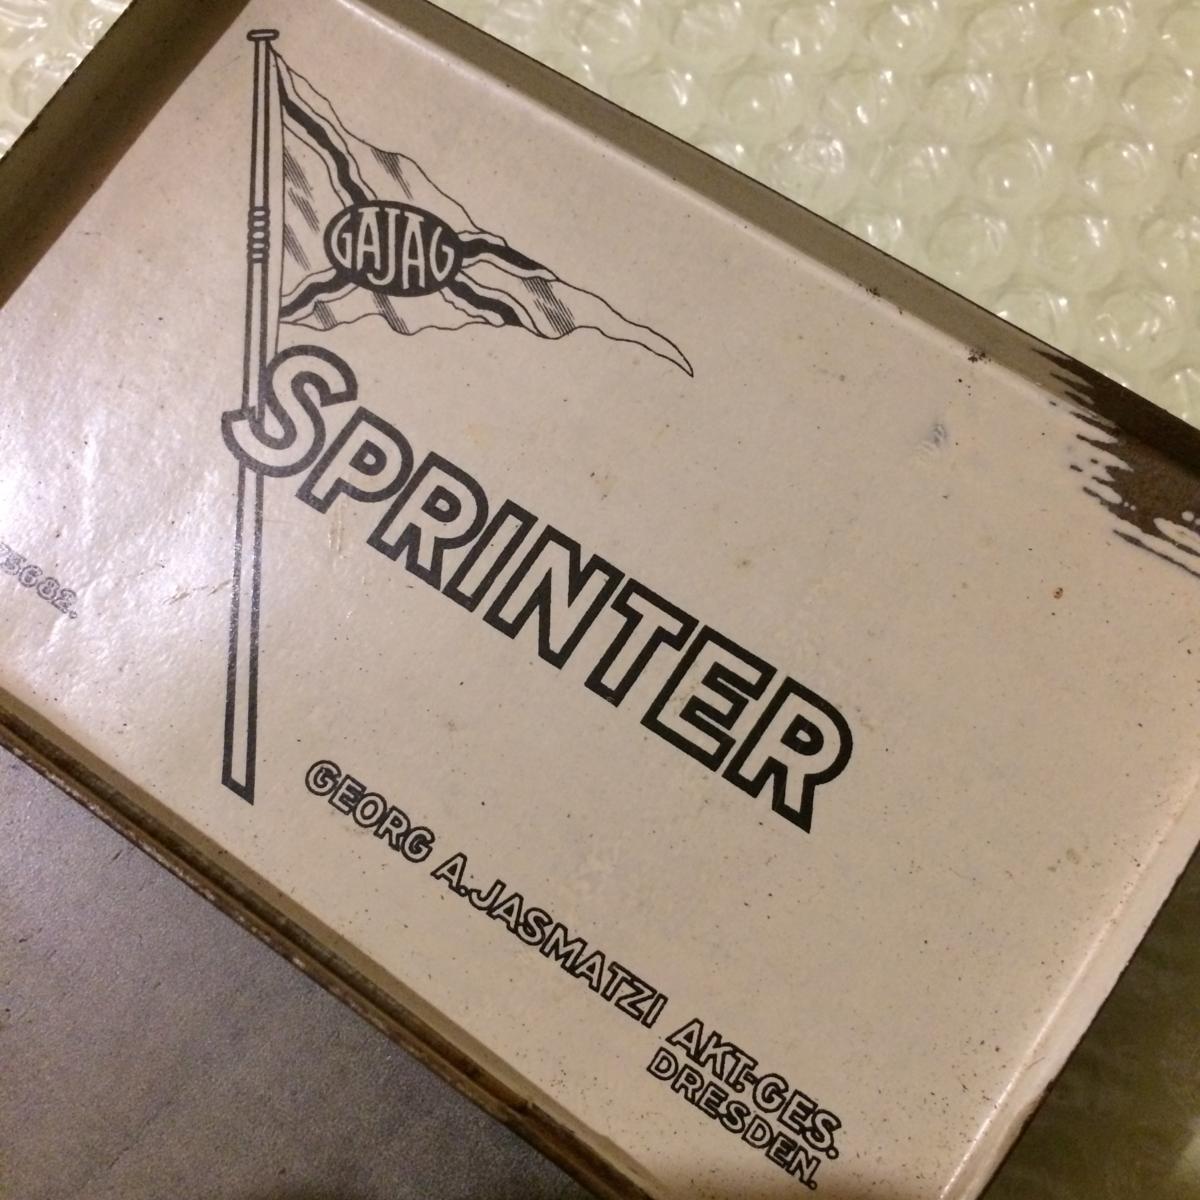 GAJAG
SPRINTER
GEORG A. JASMATZI AKT.-GES.
DRESDEN.